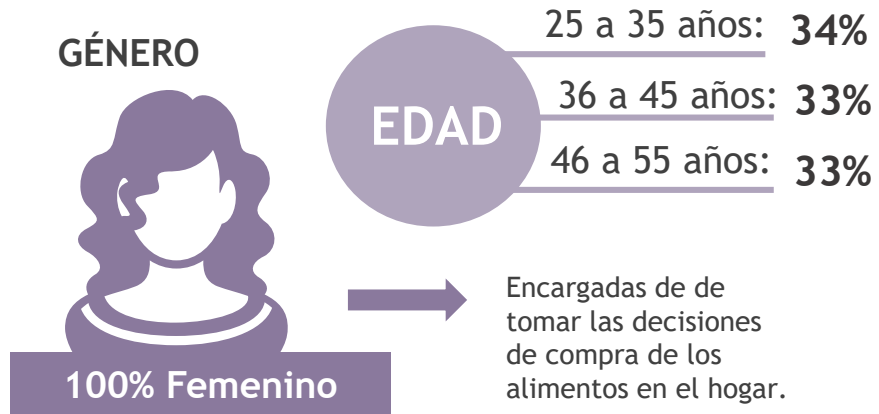 GÉNERO
100% Femenino
EDAD
25 a 35 años: 34%
36 a 45 años: 33%
46 a 55 años: 33%
Encargadas de de
tomar las decisiones
de compra de los
alimentos en el hogar.